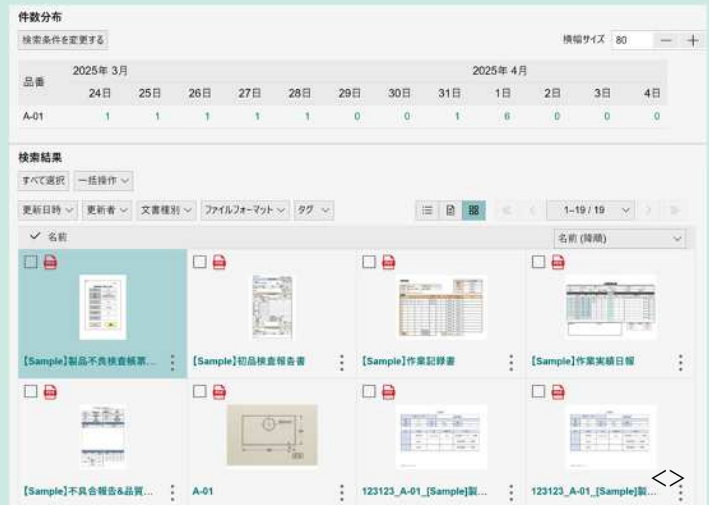 件数分布
検索条件を変更する
横幅サイズ 80 － ＋
2025年 3月 2025年 4月
品番
24日 25日 26日 27日 28日 29日 30日 31日 1日 2日 3日 4日
A-01 1 1 1 1 1 0 0 1 6 0 0 0
検索結果
すべて選択 一括操作
更新日時 更新者 文書種別 ファイルフォーマット タグ 1–19 / 19
名前 名前 (降順)
【Sample】製品不良検査帳票... 【Sample】初品検査報告書 【Sample】作業記録書 【Sample】作業実績日報
【Sample】不具合報告&品質... A-01 123123_A-01_[Sample]製... 123123_A-01_[Sample]製...
<>